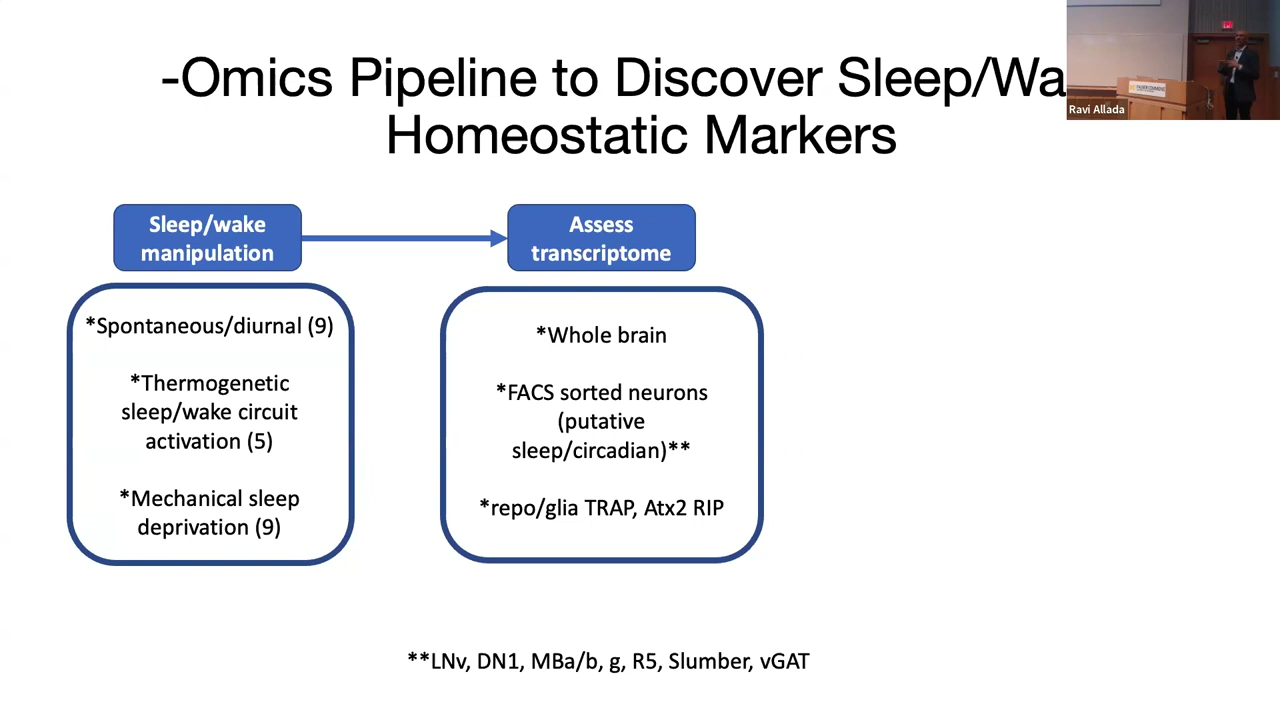 -Omics Pipeline to Discover Sleep/Wa
Homeostatic Markers
Ravi Allada
Sleep/wake
manipulation
Assess
transcriptome
*Spontaneous/diurnal (9)
*Thermogenetic
sleep/wake circuit
activation (5)
*Mechanical sleep
deprivation (9)
*Whole brain
*FACS sorted neurons
(putative
sleep/circadian)**
*repo/glia TRAP, Atx2 RIP
**LNv, DN1, MBa/b, g, R5, Slumber, vGAT